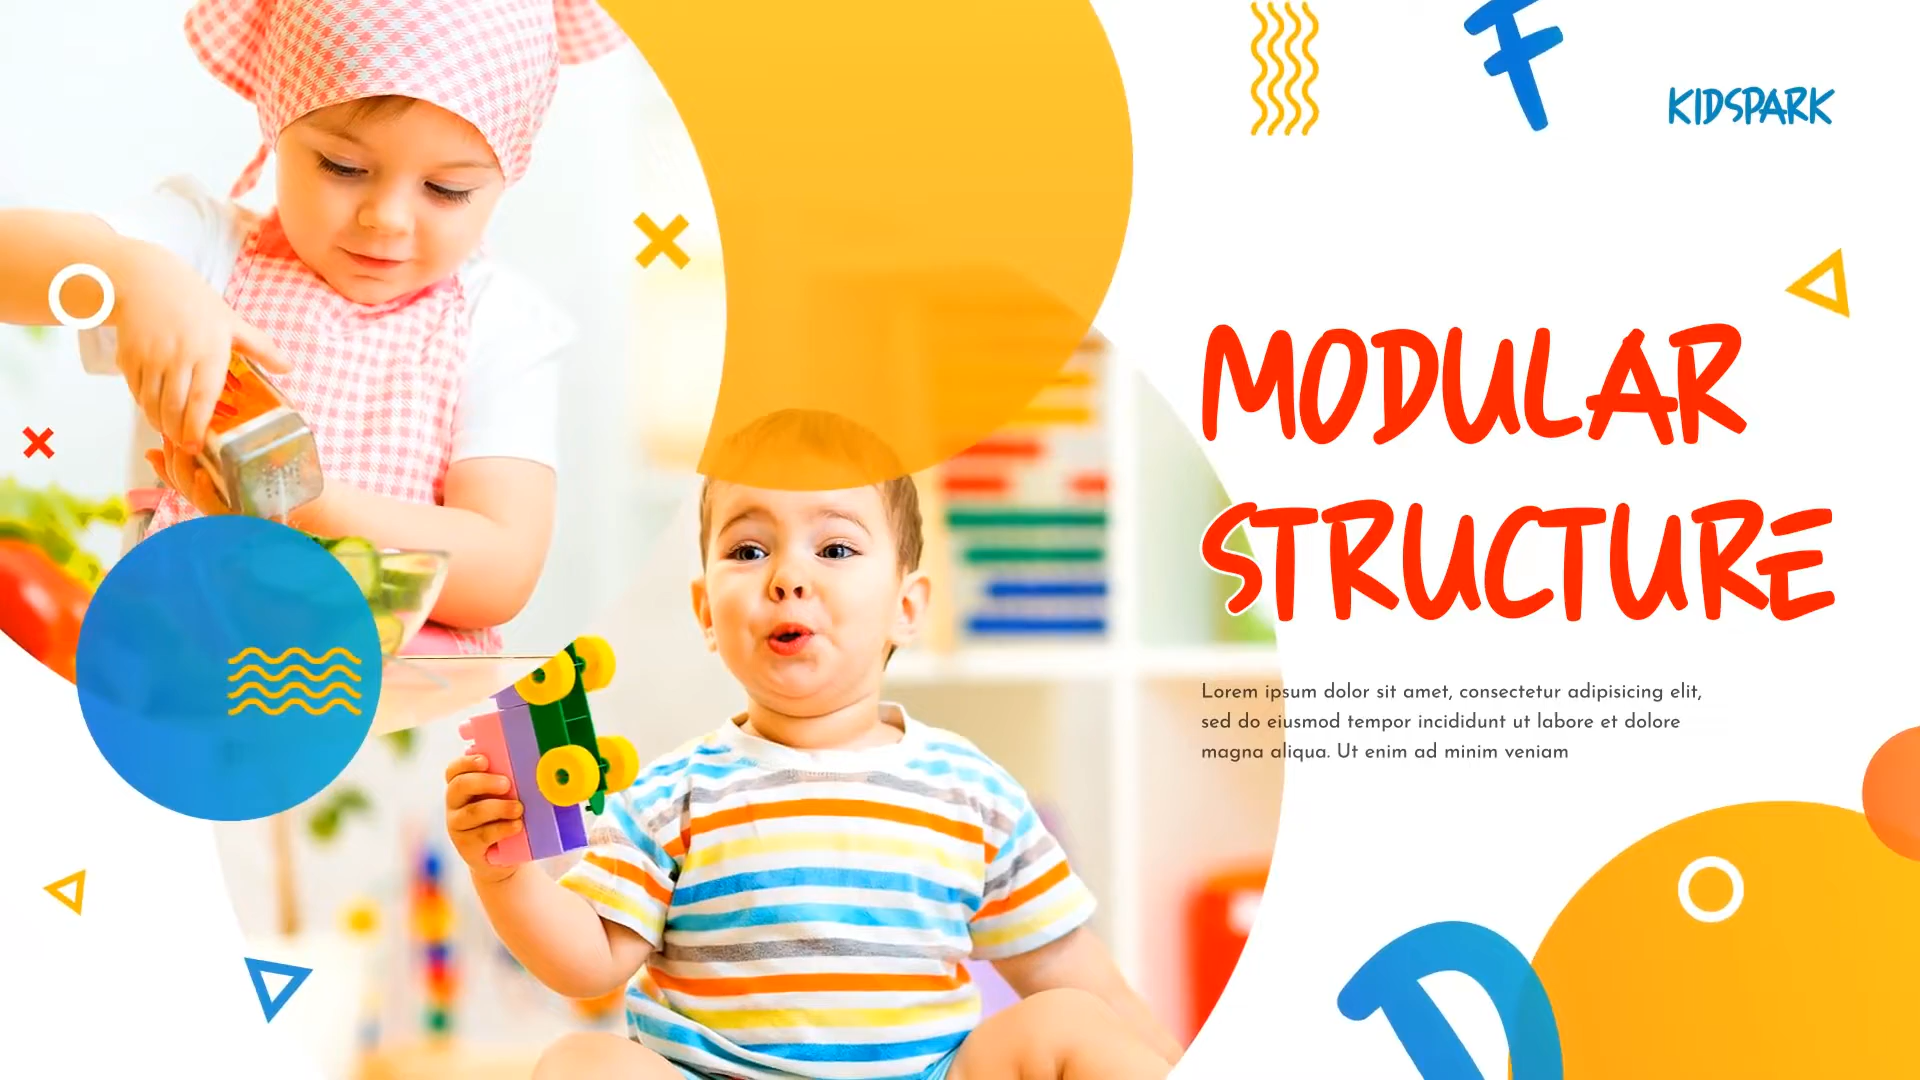 F
KIDSPARK
MODULAR
STRUCTURE
Lorem ipsum dolor sit amet, consectetur adipisicing elit,
sed do eiusmod tempor incididunt ut labore et dolore
magna aliqua. Ut enim ad minim veniam
D